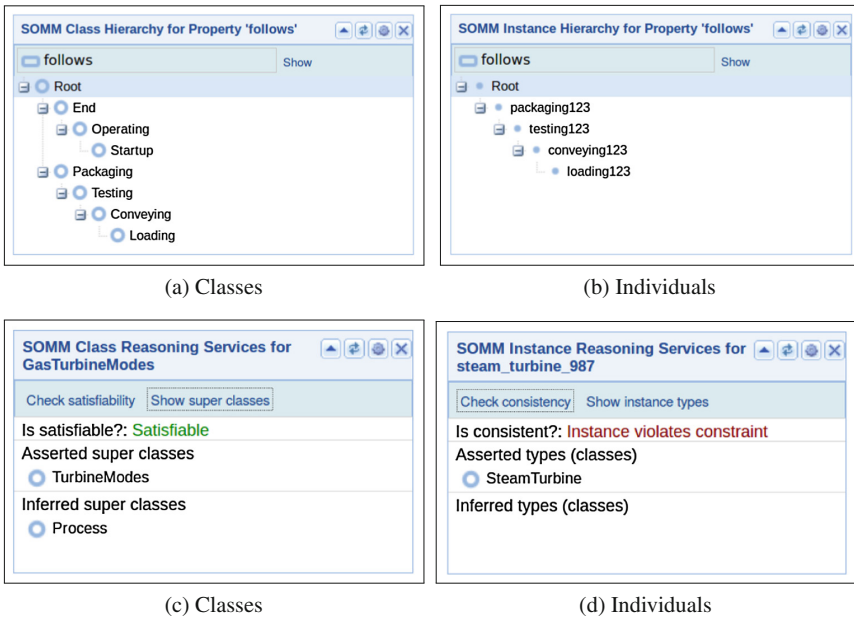 SOMM Class Hierarchy for Property 'follows'
follows
Show
Root
End
Operating
Startup
Packaging
Testing
Conveying
Loading
(a) Classes
SOMM Instance Hierarchy for Property 'follows'
follows
Show
Root
packaging123
testing123
conveying123
loading123
(b) Individuals
SOMM Class Reasoning Services for
GasTurbineModes
Check satisfiability Show super classes
Is satisfiable?: Satisfiable
Asserted super classes
TurbineModes
Inferred super classes
Process
(c) Classes
SOMM Instance Reasoning Services for
steam_turbine_987
Check consistency Show instance types
Is consistent?: Instance violates constraint
Asserted types (classes)
SteamTurbine
Inferred types (classes)
(d) Individuals